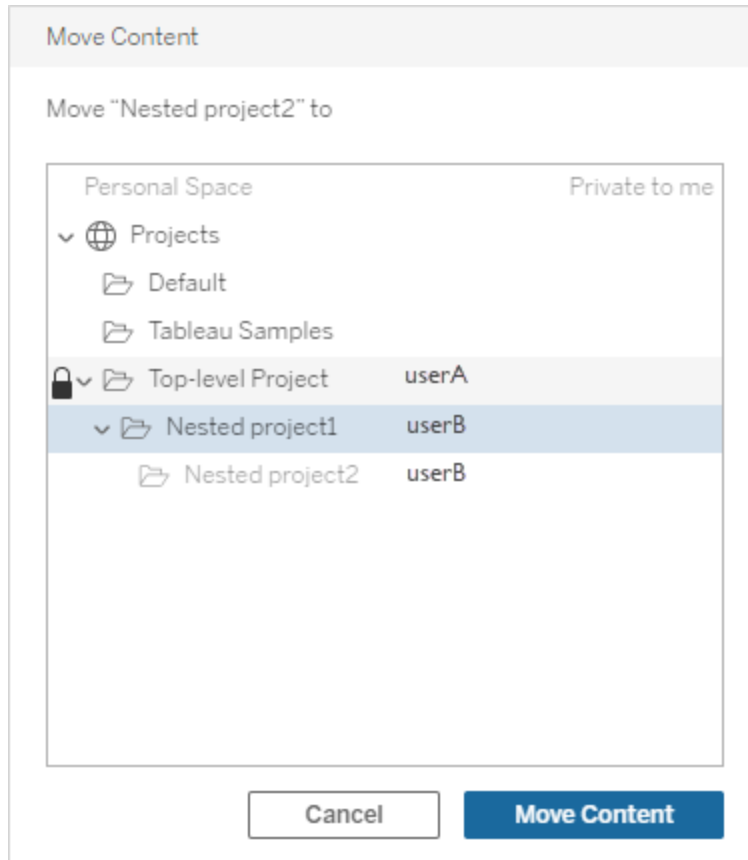 Move Content
Move “Nested project2” to
Personal Space Private to me
Projects
Default
Tableau Samples
Top-level Project userA
Nested project1 userB
Nested project2 userB
Cancel Move Content